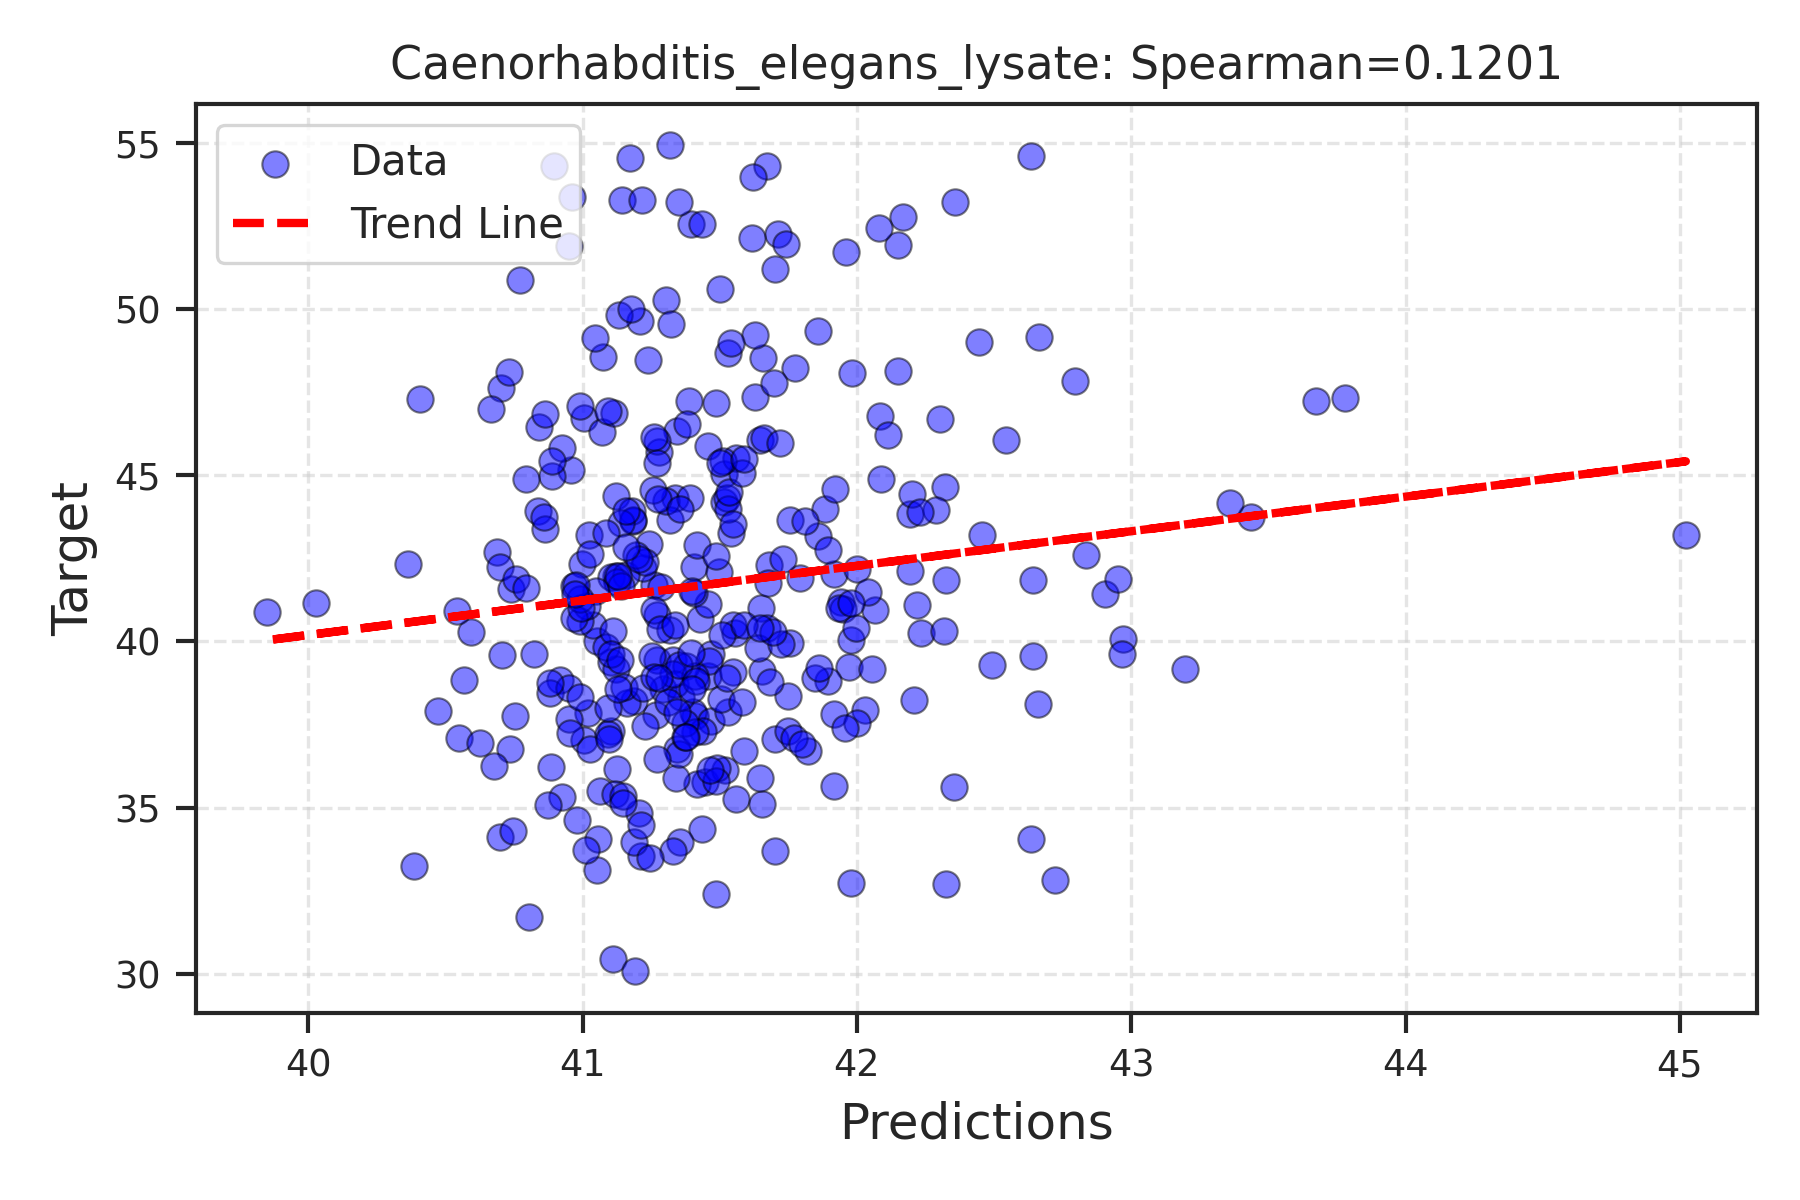 Caenorhabditis_elegans_lysate: Spearman=0.1201
Data
Trend Line
Target
55
50
45
40
35
30
40 41 42 43 44 45
Predictions